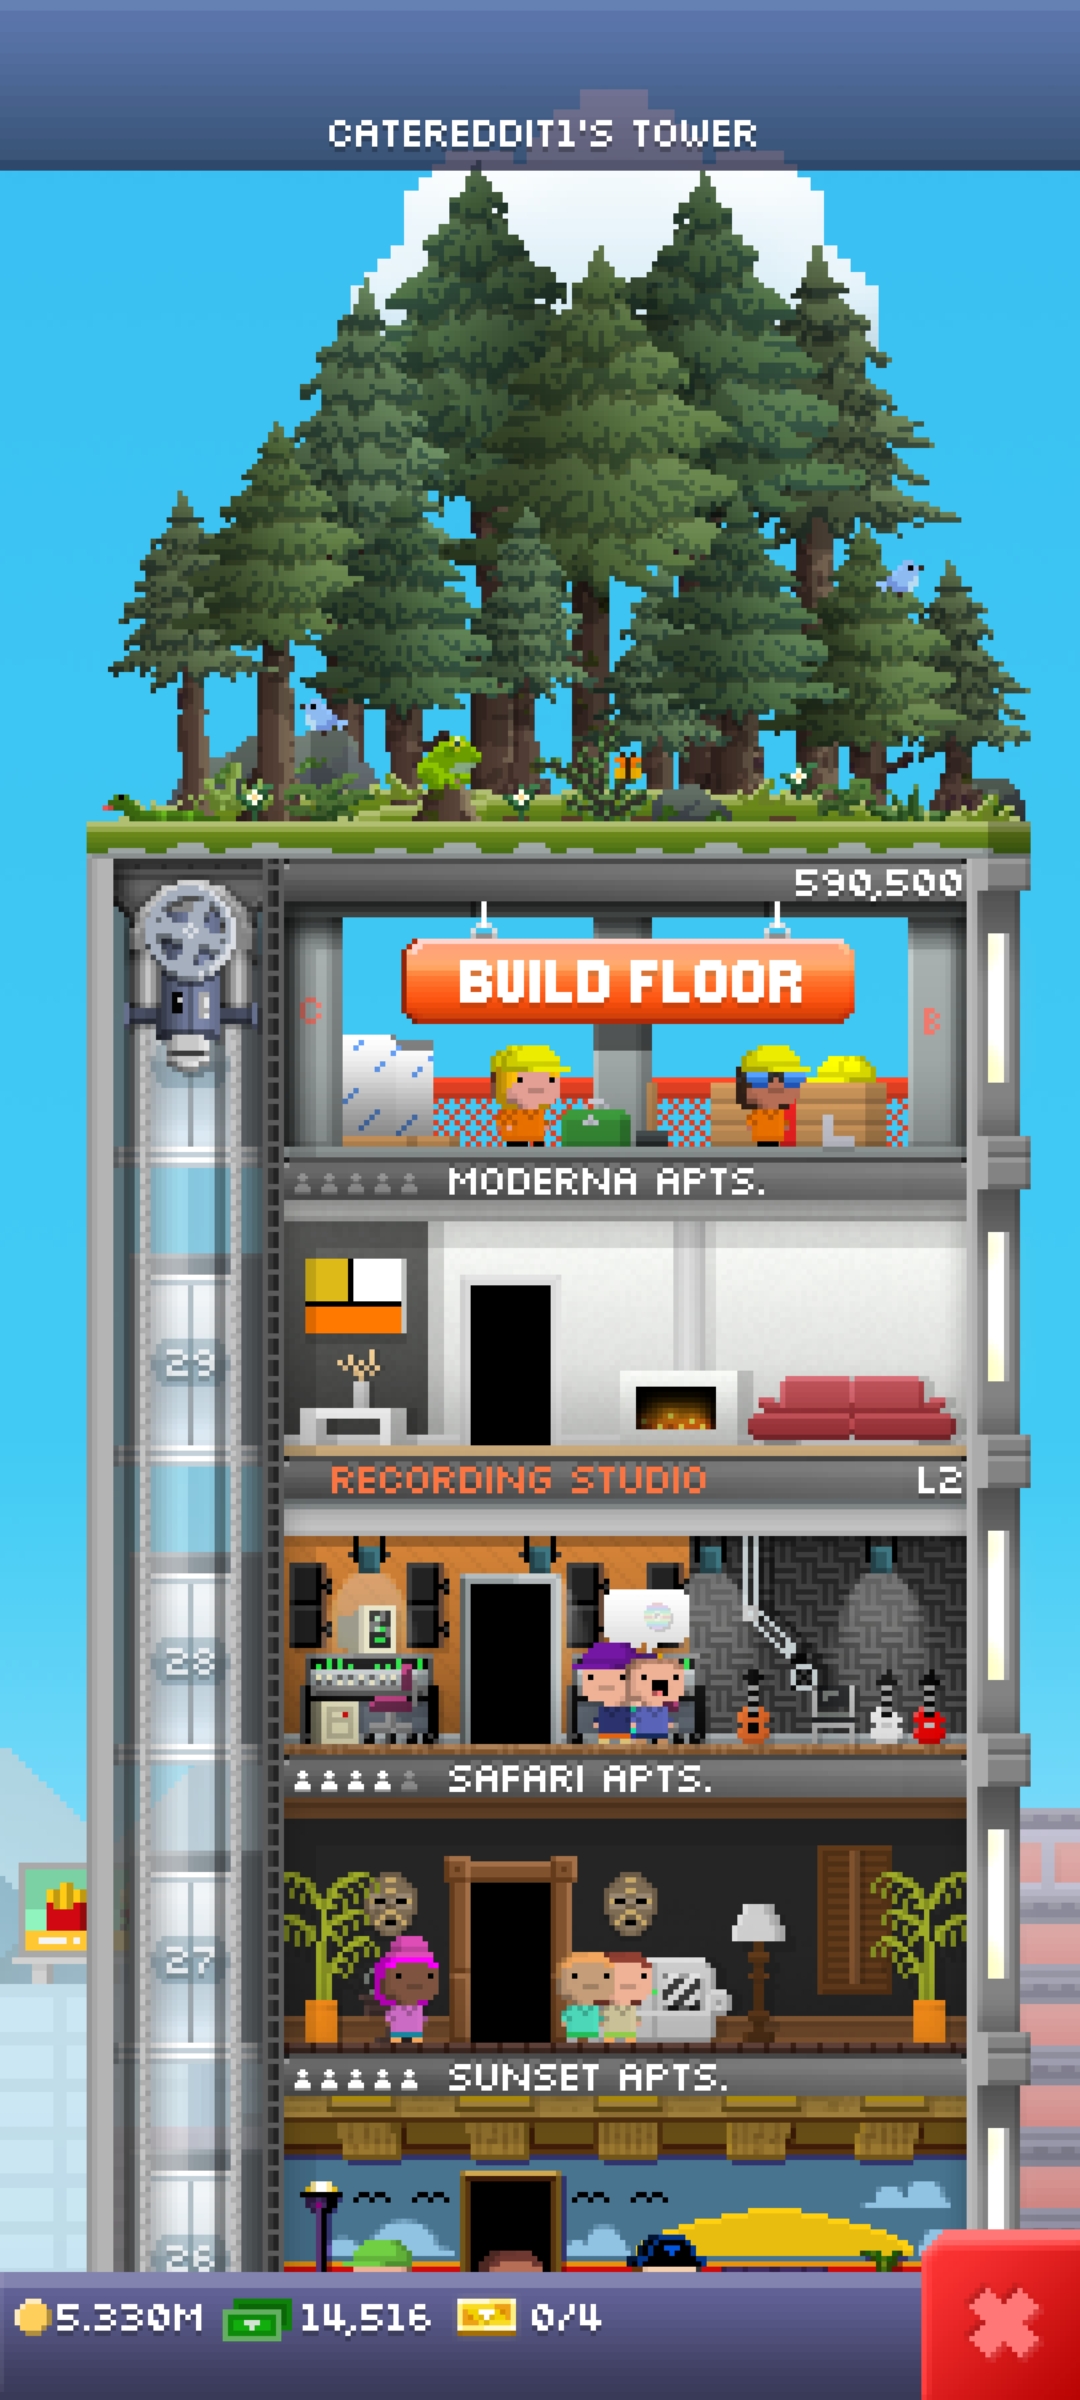 CATEREDDIT1'S TOWER
590,500
BUILD FLOOR
C
B
L
MODERNA APTS.
29
RECORDING STUDIO L2
28
SAFARI APTS.
27
SUNSET APTS.
26
5.330M 14,516 0/4